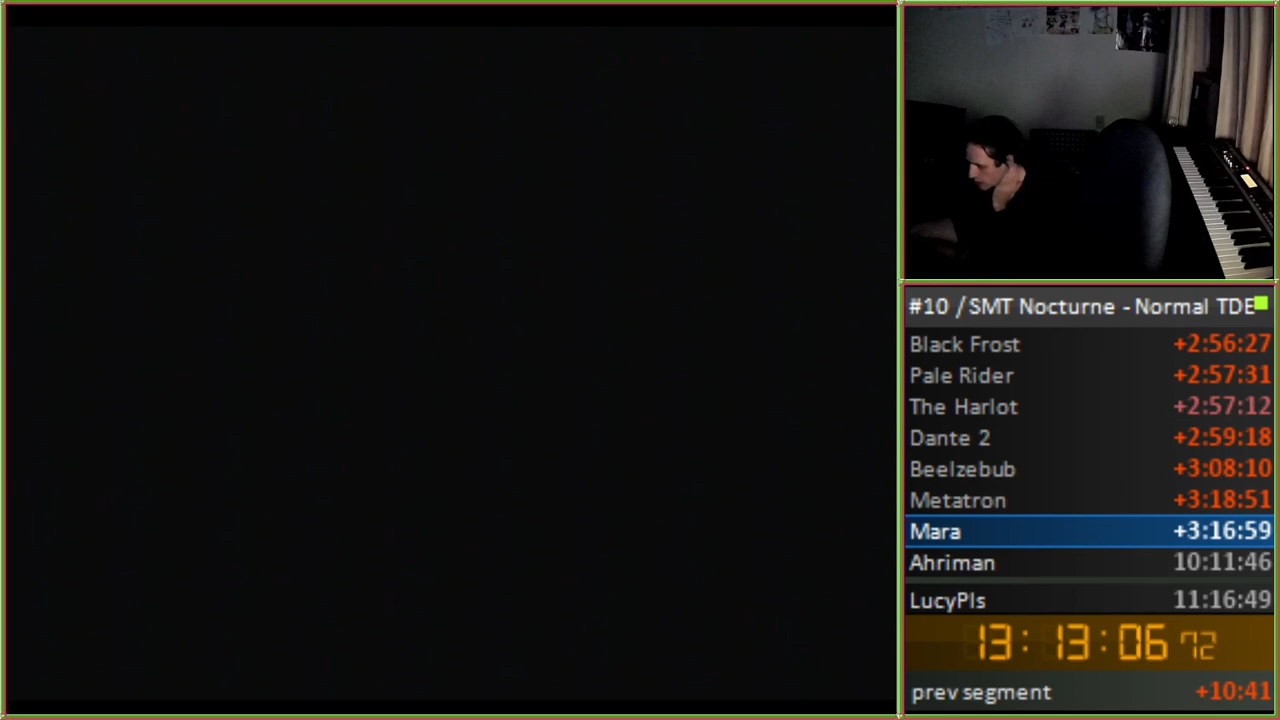 #10 / SMT Nocturne - Normal TDE
Black Frost +2:56:27
Pale Rider +2:57:31
The Harlot +2:57:12
Dante 2 +2:59:18
Beelzebub +3:08:10
Metatron +3:18:51
Mara +3:16:59
Ahriman 10:11:46
LucyPls 11:16:49
13:13:06 72
prev segment +10:41